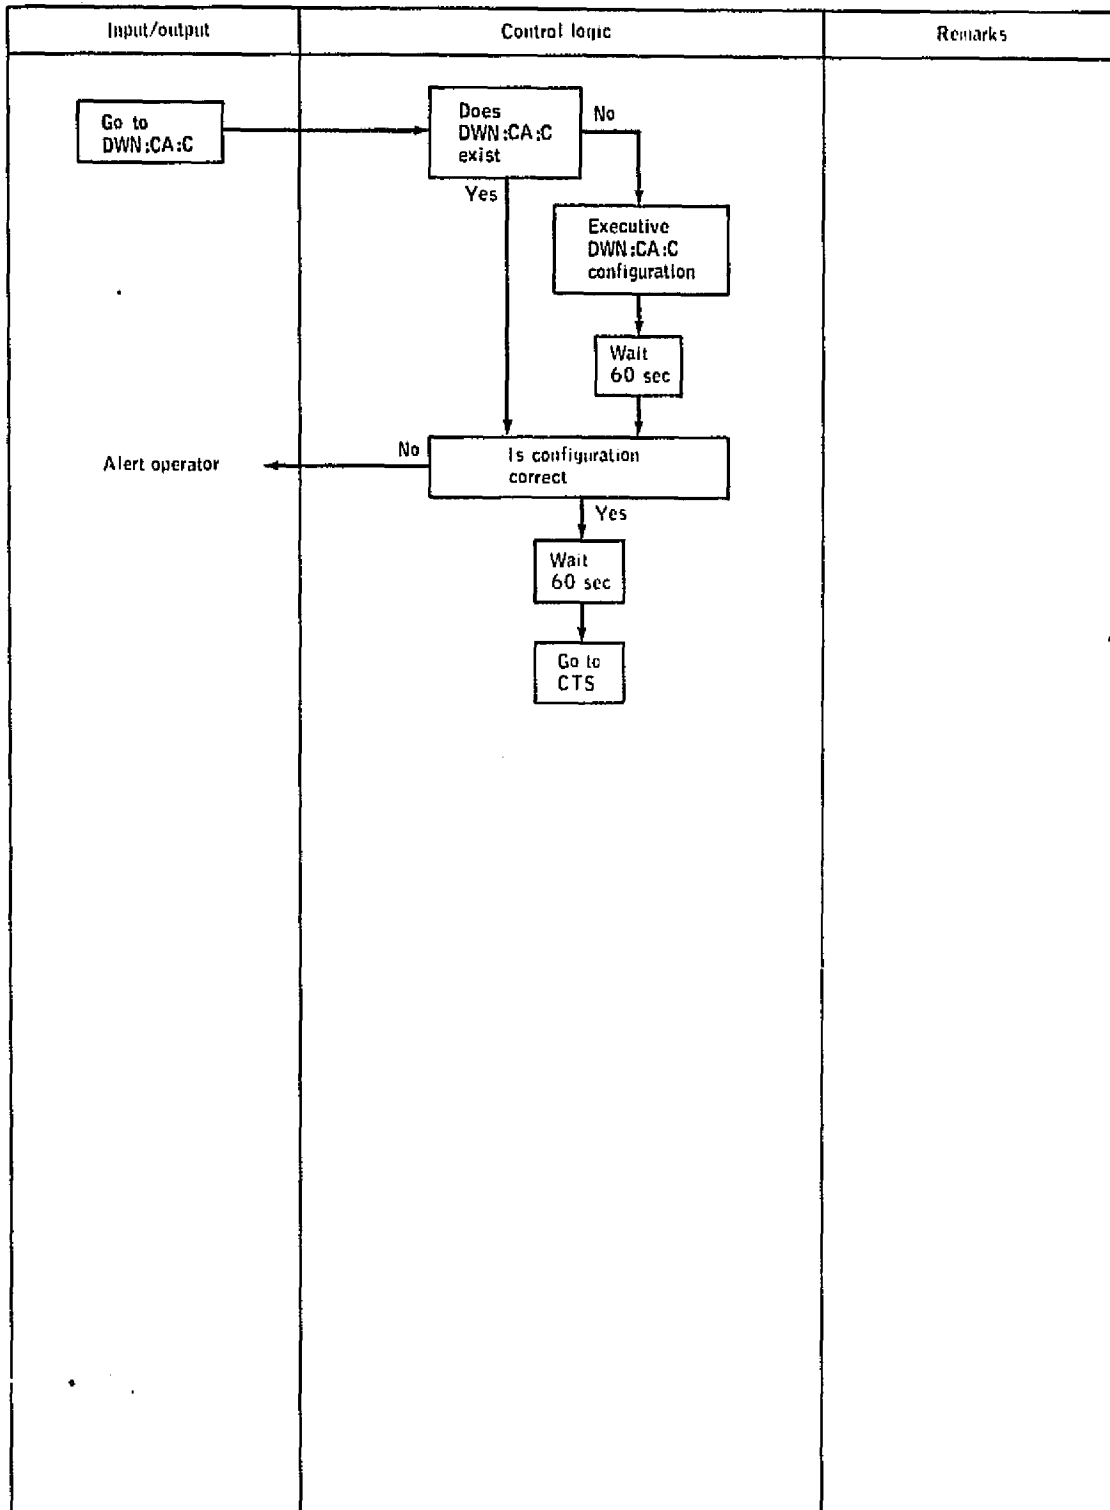 Input/output
Control logic
Remarks
Go to
DWN:CA:C
Does
DWN:CA:C
exist
No
Yes
Executive
DWN:CA:C
configuration
Wait
60 sec
Is configuration
correct
No
Alert operator
Yes
Wait
60 sec
Go to
CTS